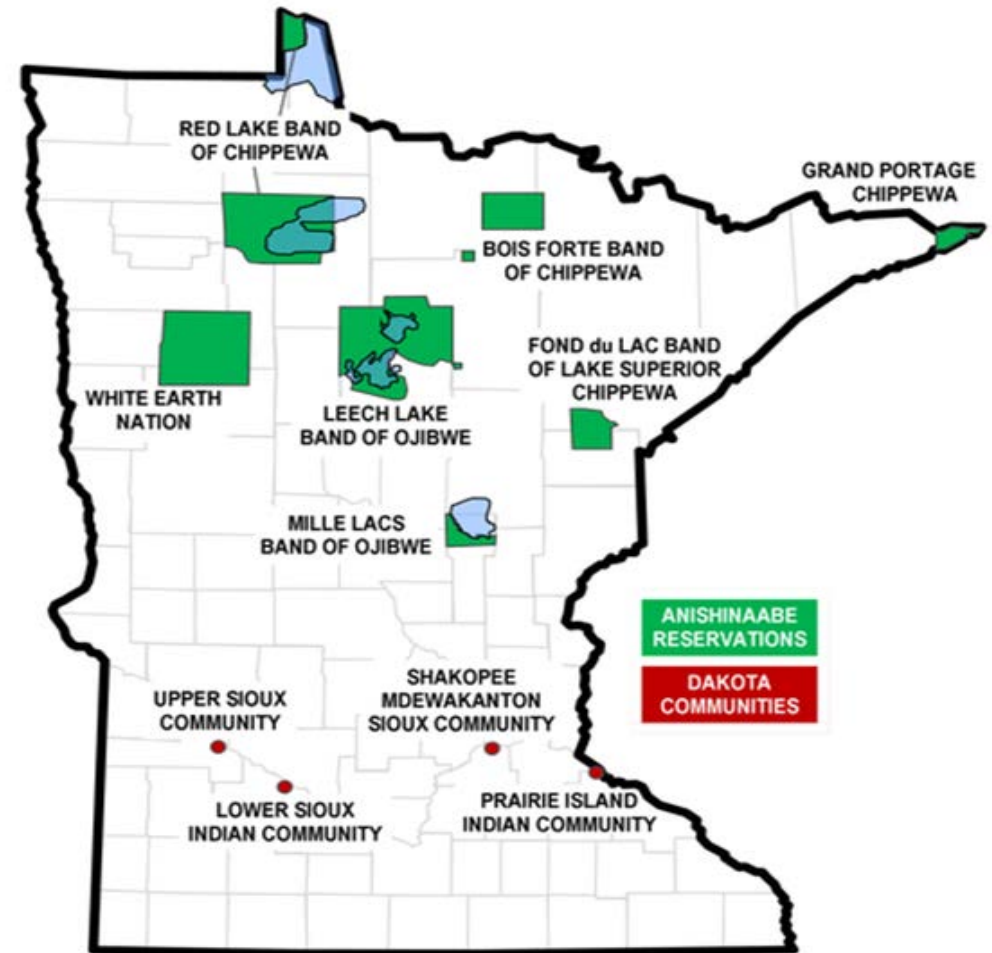 RED LAKE BAND
OF CHIPPEWA
GRAND PORTAGE
CHIPPEWA
BOIS FORTE BAND
OF CHIPPEWA
FOND du LAC BAND
OF LAKE SUPERIOR
CHIPPEWA
WHITE EARTH
NATION
LEECH LAKE
BAND OF OJIBWE
MILLE LACS
BAND OF OJIBWE
ANISHINAABE
RESERVATIONS
DAKOTA
COMMUNITIES
UPPER SIOUX
COMMUNITY
SHAKOPEE
MDEWAKANTON
SIOUX COMMUNITY
LOWER SIOUX
INDIAN COMMUNITY
PRAIRIE ISLAND
INDIAN COMMUNITY